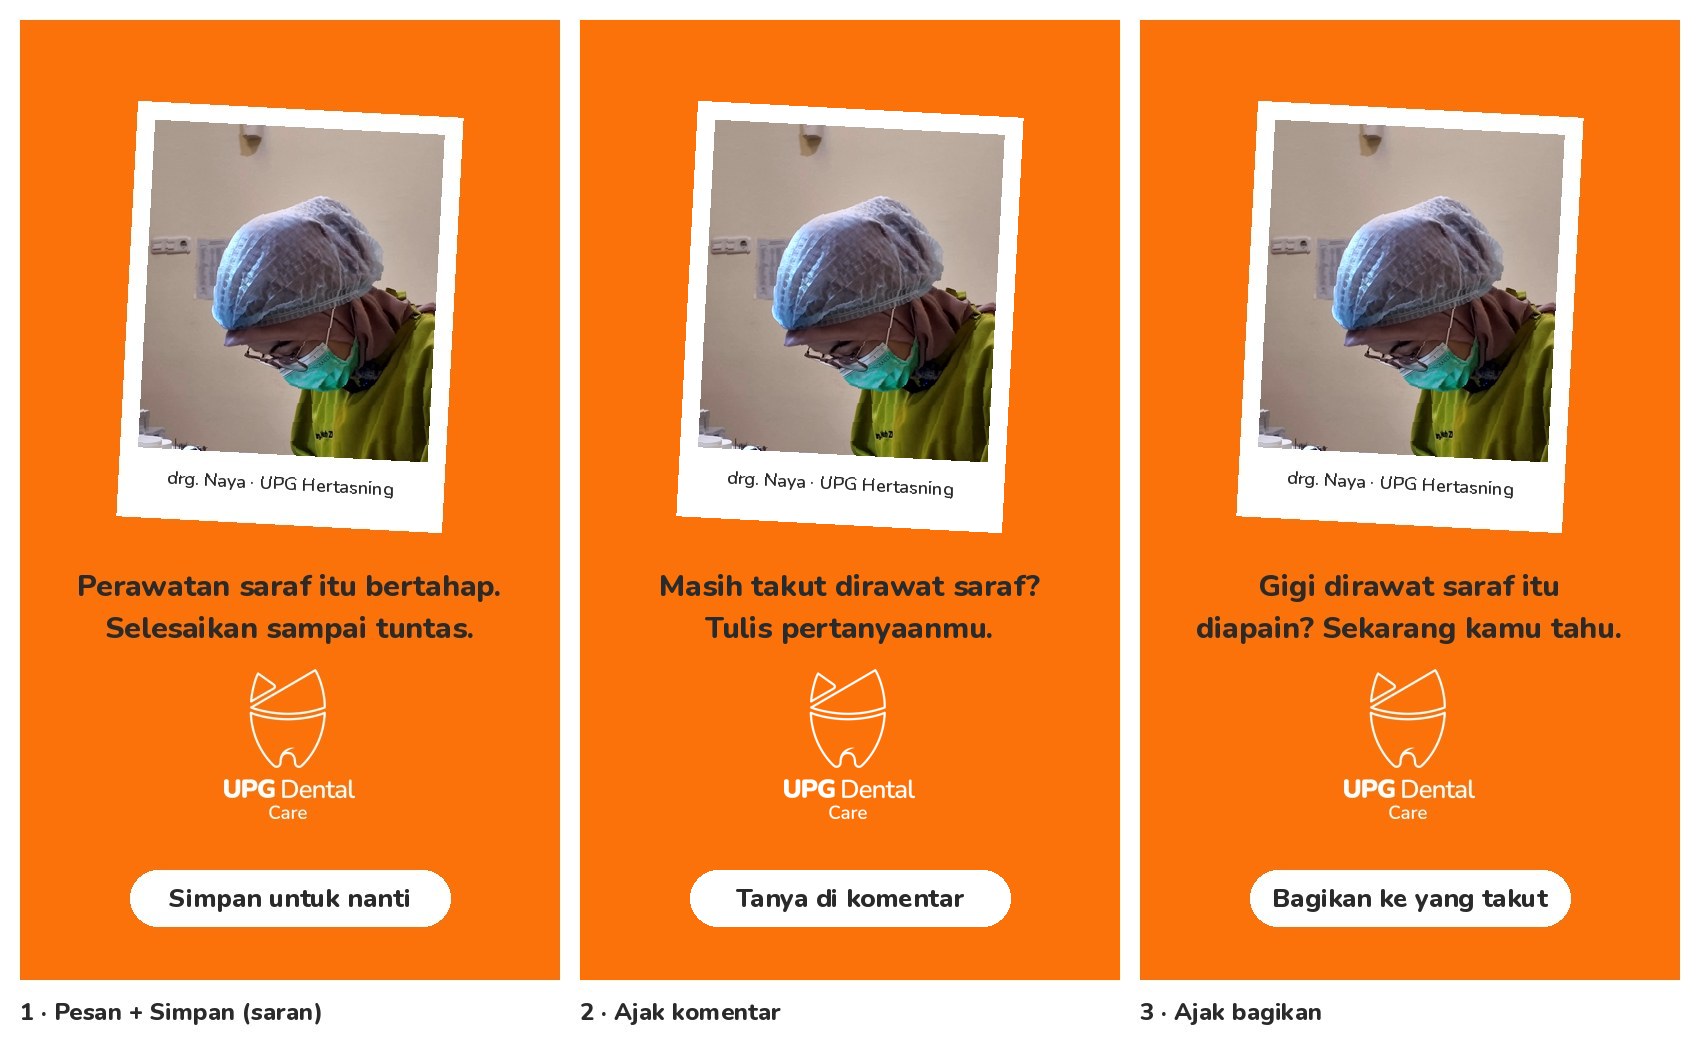 drg. Naya · UPG Hertasning
Perawatan saraf itu bertahap.
Selesaikan sampai tuntas.
UPG Dental
Care
Simpan untuk nanti
1 · Pesan + Simpan (saran)
drg. Naya · UPG Hertasning
Masih takut dirawat saraf?
Tulis pertanyaanmu.
UPG Dental
Care
Tanya di komentar
2 · Ajak komentar
drg. Naya · UPG Hertasning
Gigi dirawat saraf itu
diapain? Sekarang kamu tahu.
UPG Dental
Care
Bagikan ke yang takut
3 · Ajak bagikan